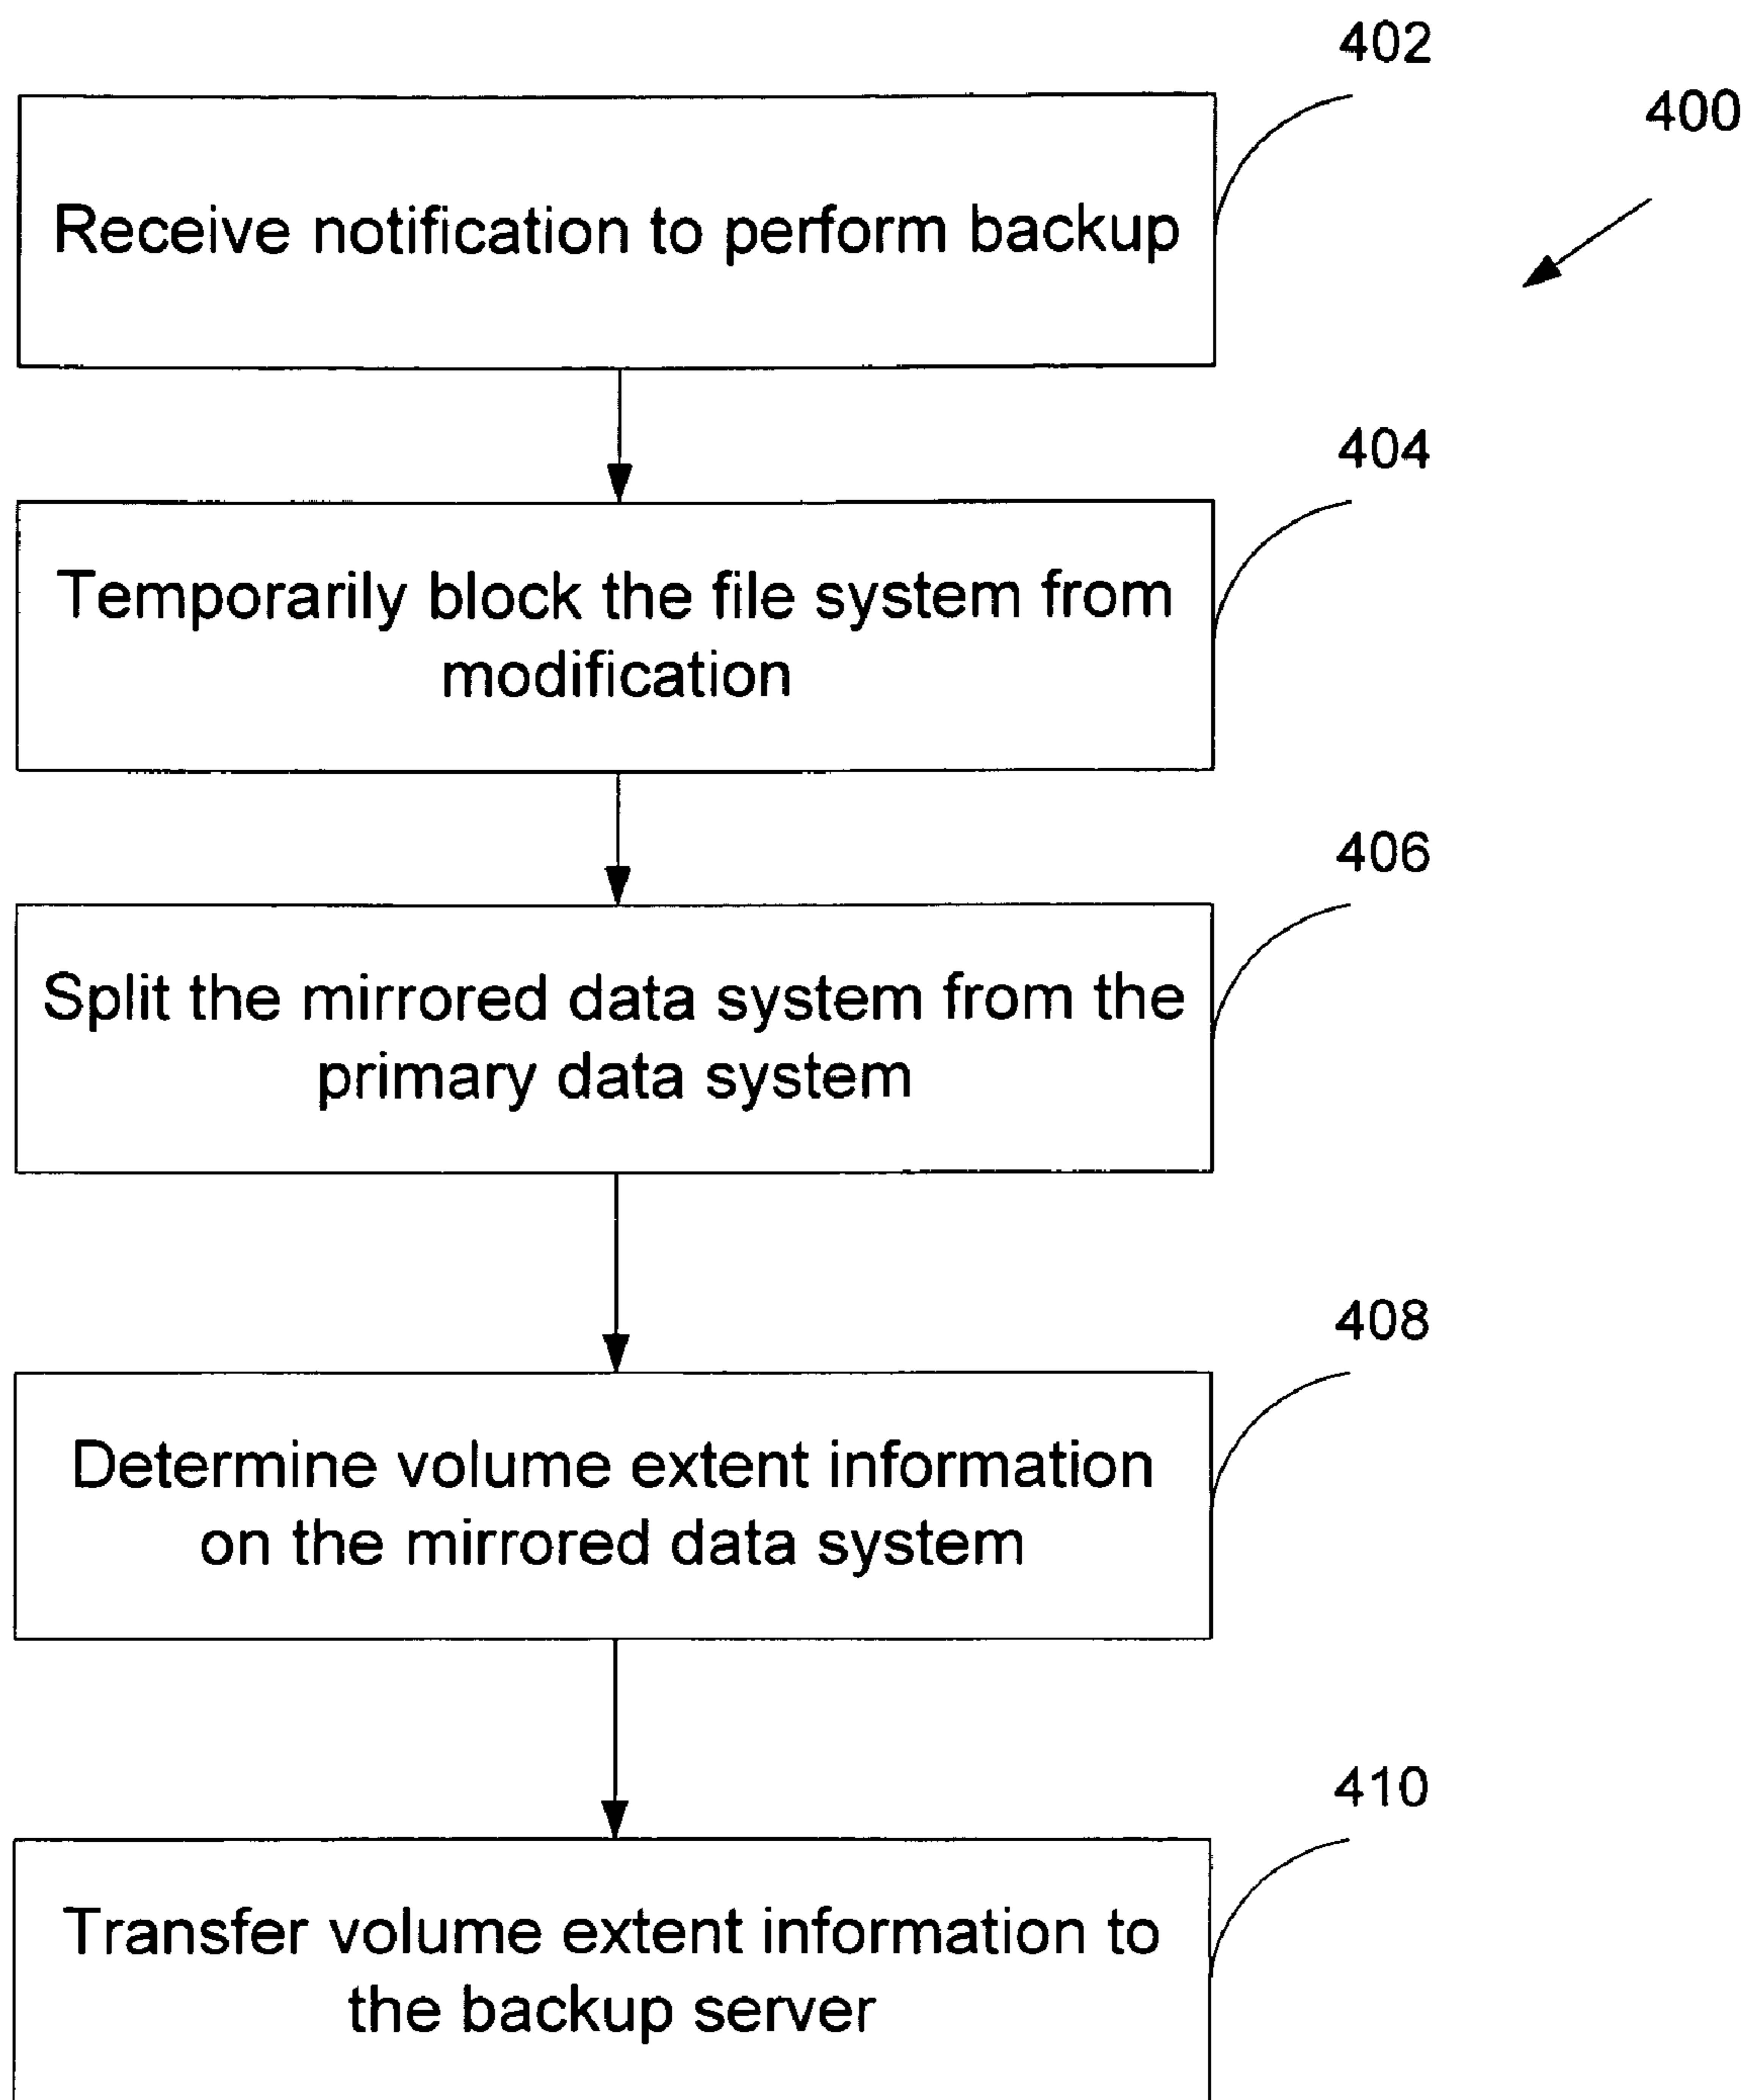 402
400
Receive notification to perform backup
404
Temporarily block the file system from
modification
406
Split the mirrored data system from the
primary data system
408
Determine volume extent information
on the mirrored data system
410
Transfer volume extent information to
the backup server